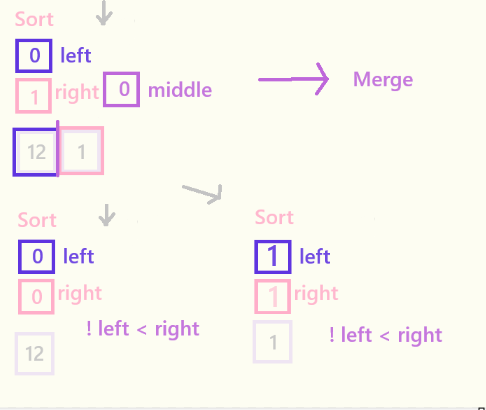 Sort
0 left
1 right 0 middle Merge
12 1
Sort
0 left
0 right
! left < right
12
Sort
1 left
1 right
! left < right
1